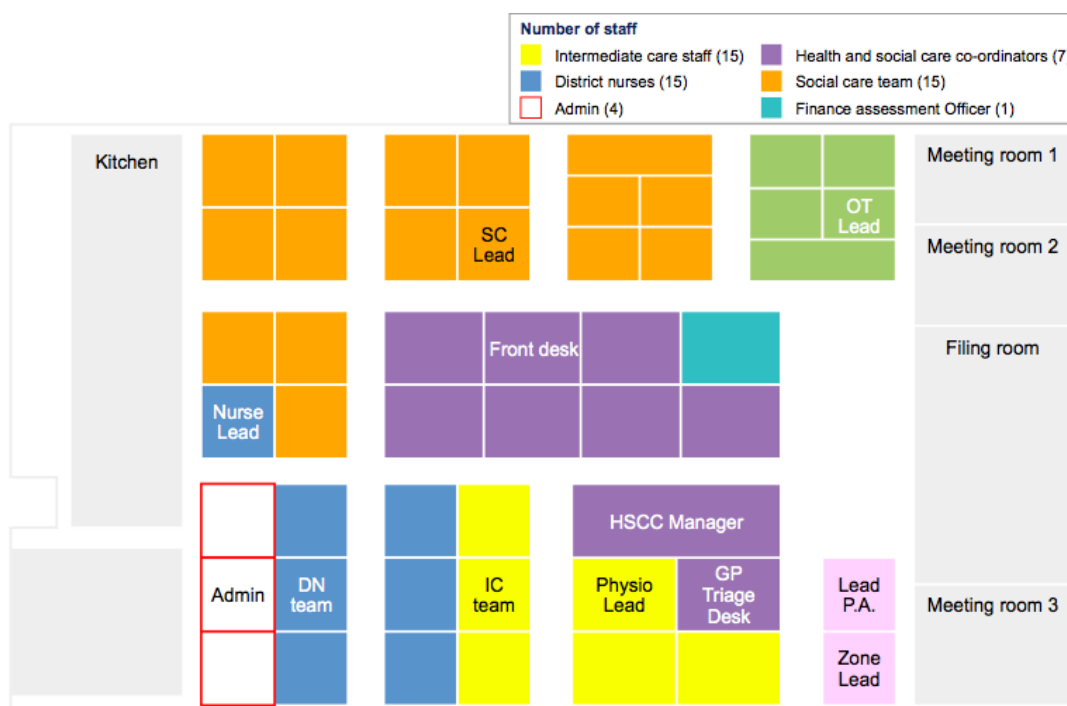 Number of staff
Intermediate care staff (15)
Health and social care co-ordinators (7
District nurses (15)
Social care team (15)
Admin (4)
Finance assessment Officer (1)
Kitchen
Meeting room 1
OT
Lead
SC
Lead
Meeting room 2
Front desk
Filing room
Nurse
Lead
HSCC Manager
Admin
DN
team
IC
team
Physio
Lead
GP
Triage
Desk
Lead
P.A.
Meeting room 3
Zone
Lead